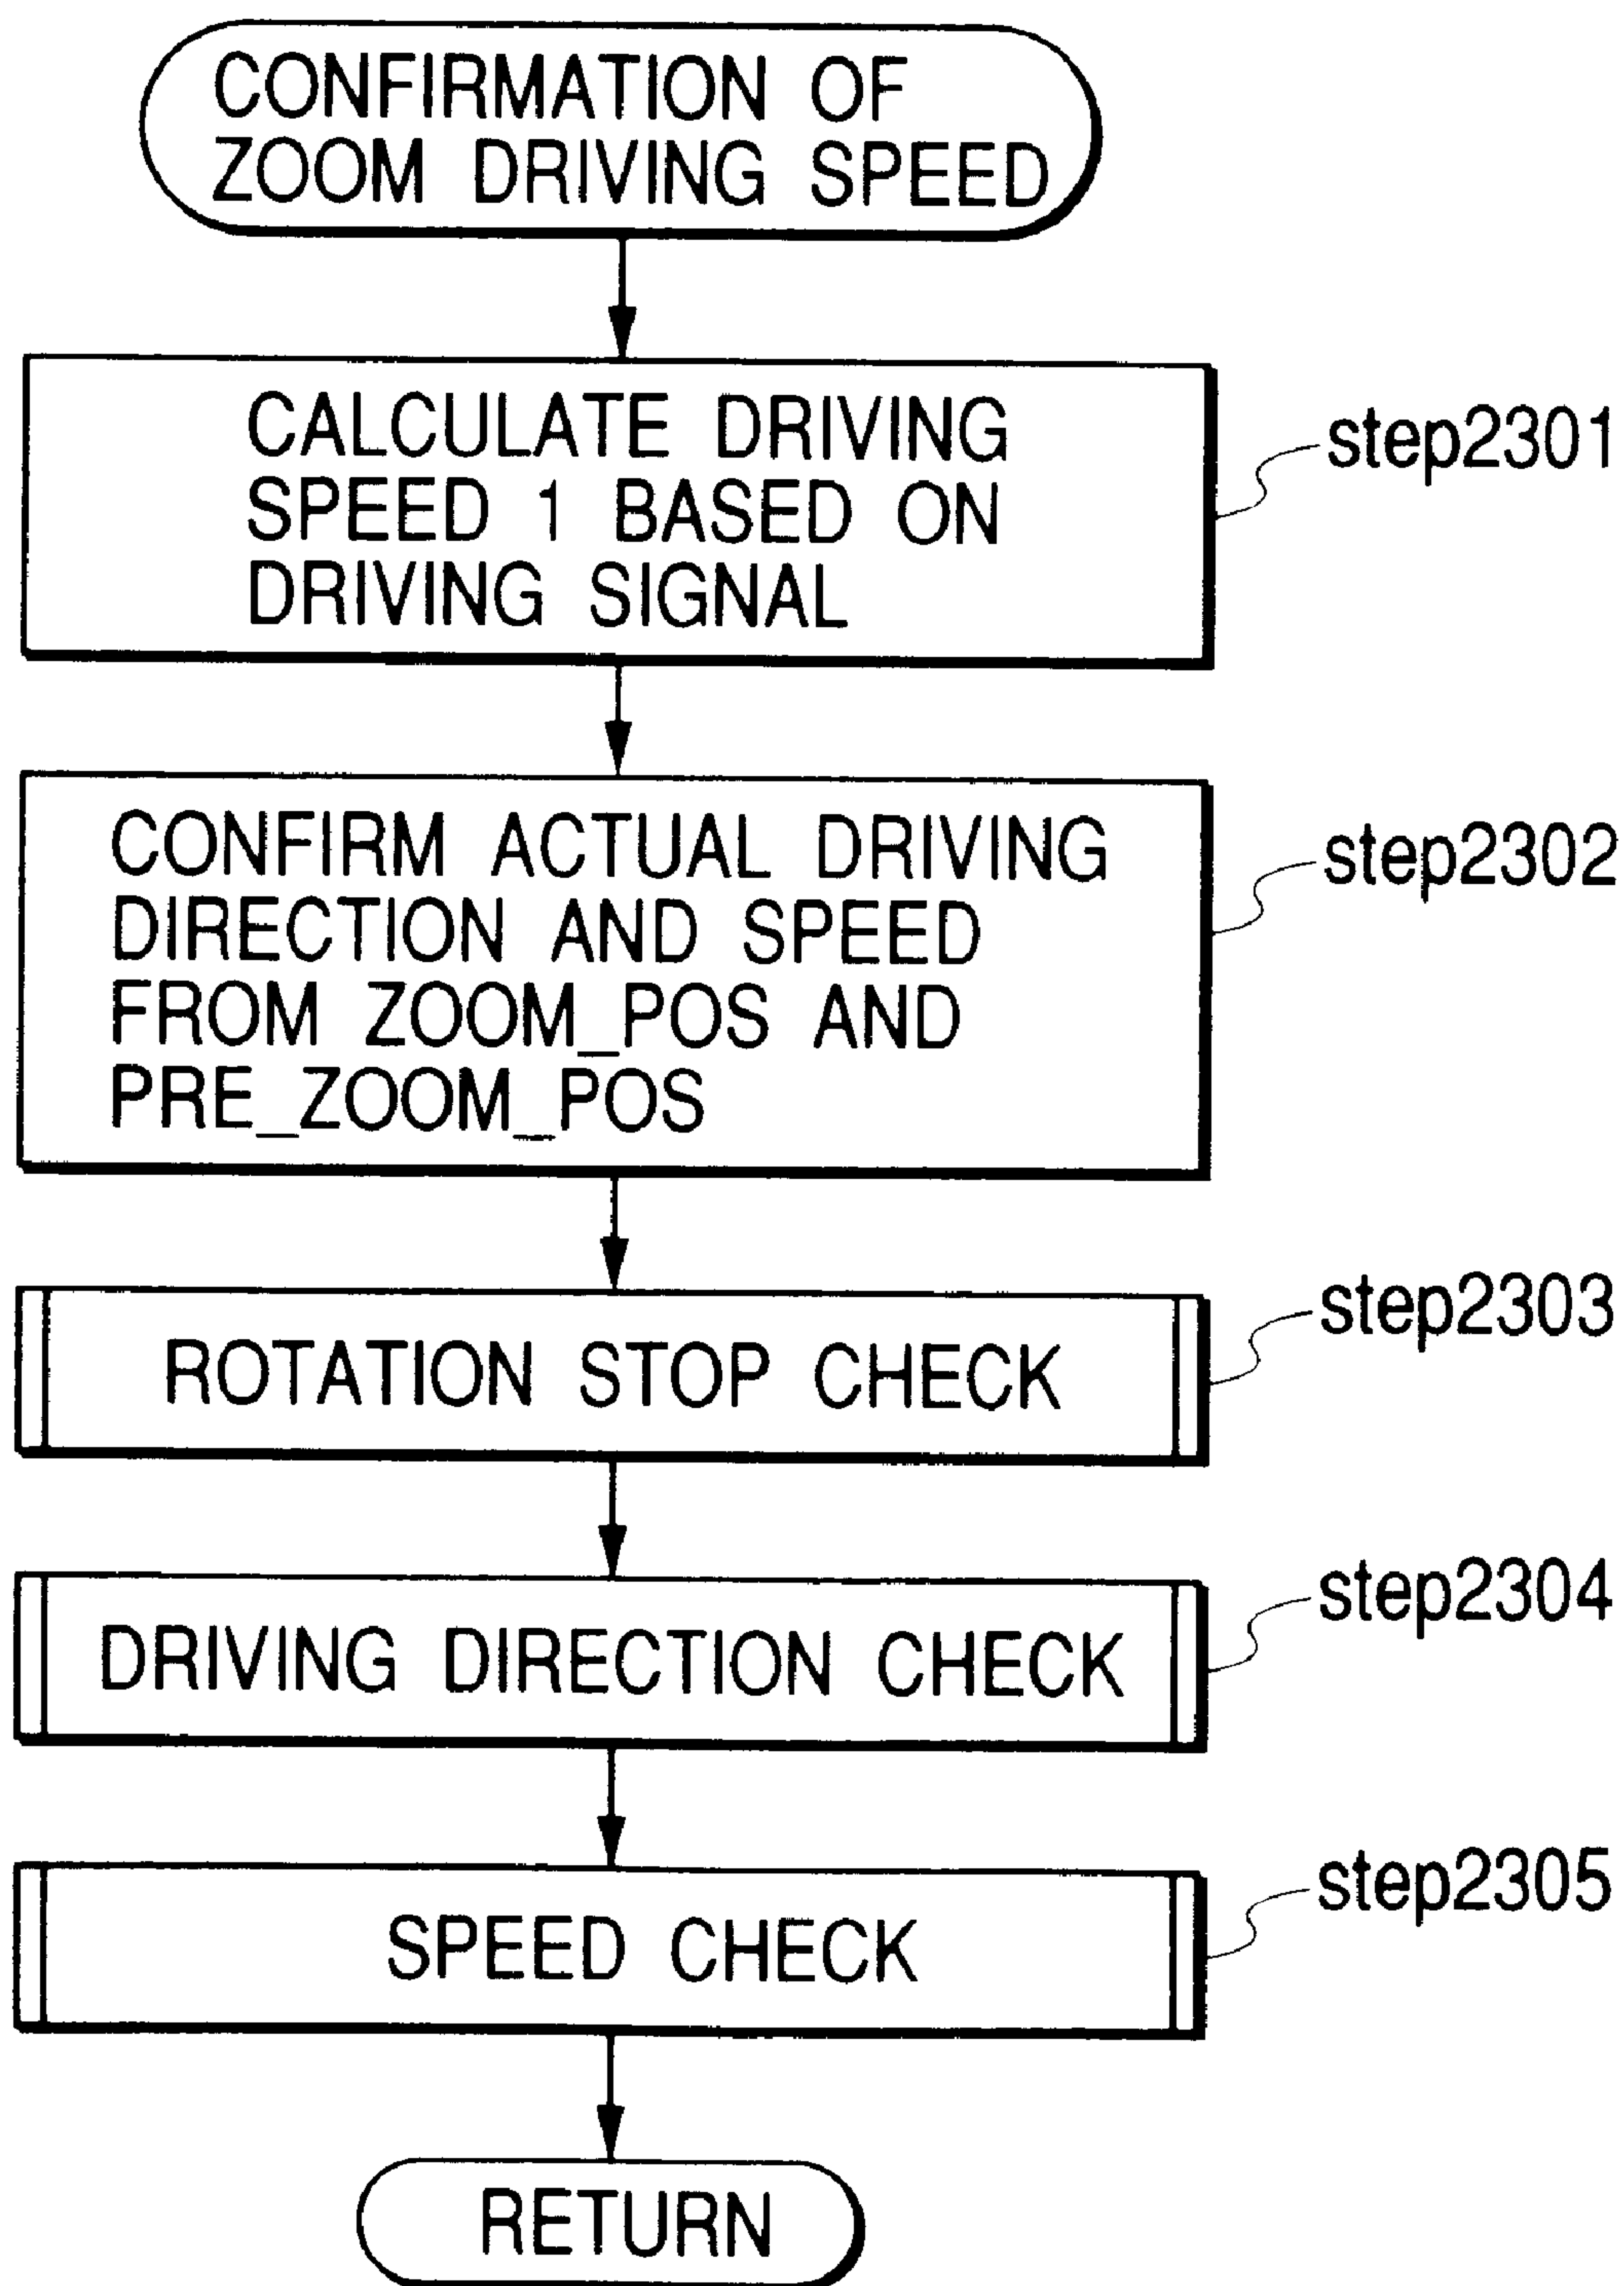 CONFIRMATION OF
ZOOM DRIVING SPEED
CALCULATE DRIVING
SPEED 1 BASED ON
DRIVING SIGNAL
step2301
CONFIRM ACTUAL DRIVING
DIRECTION AND SPEED
FROM ZOOM_POS AND
PRE_ZOOM_POS
step2302
ROTATION STOP CHECK
step2303
DRIVING DIRECTION CHECK
step2304
SPEED CHECK
step2305
RETURN